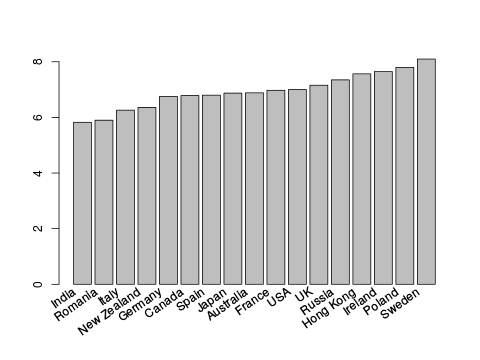 8
6
4
2
0
India
Romania
Italy
New Zealand
Germany
Canada
Spain
Japan
Australia
France
USA
UK
Russia
Hong Kong
Ireland
Poland
Sweden